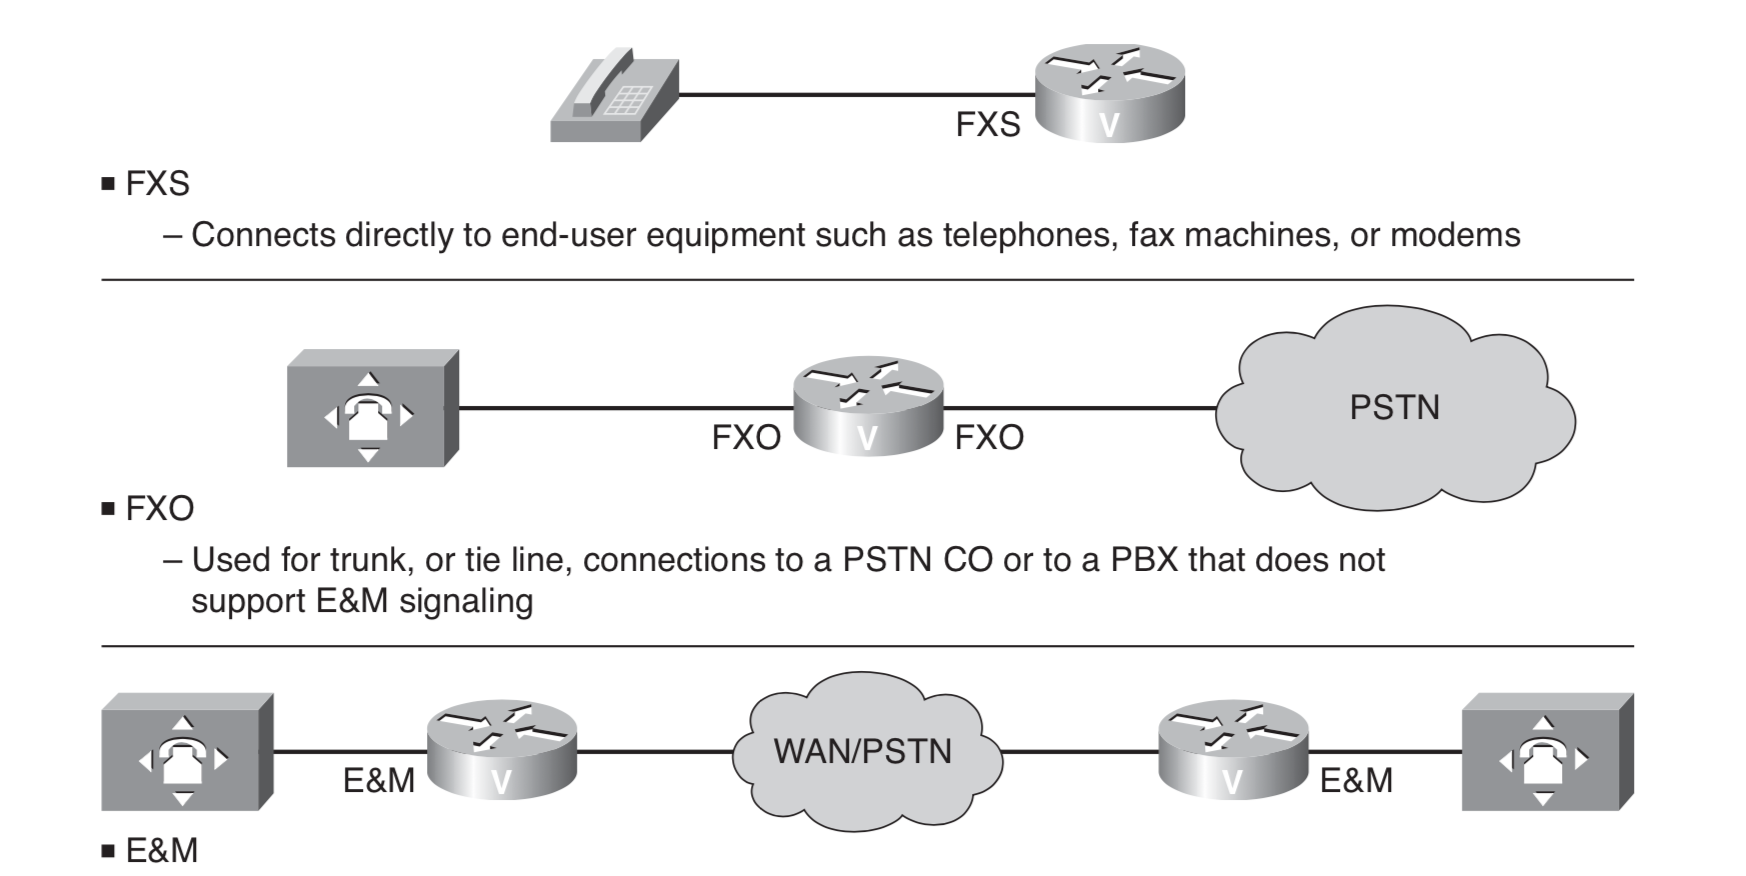 FXS
V
■ FXS
– Connects directly to end-user equipment such as telephones, fax machines, or modems
FXO
V
FXO
PSTN
■ FXO
– Used for trunk, or tie line, connections to a PSTN CO or to a PBX that does not
support E&M signaling
E&M
V
WAN/PSTN
V
E&M
■ E&M